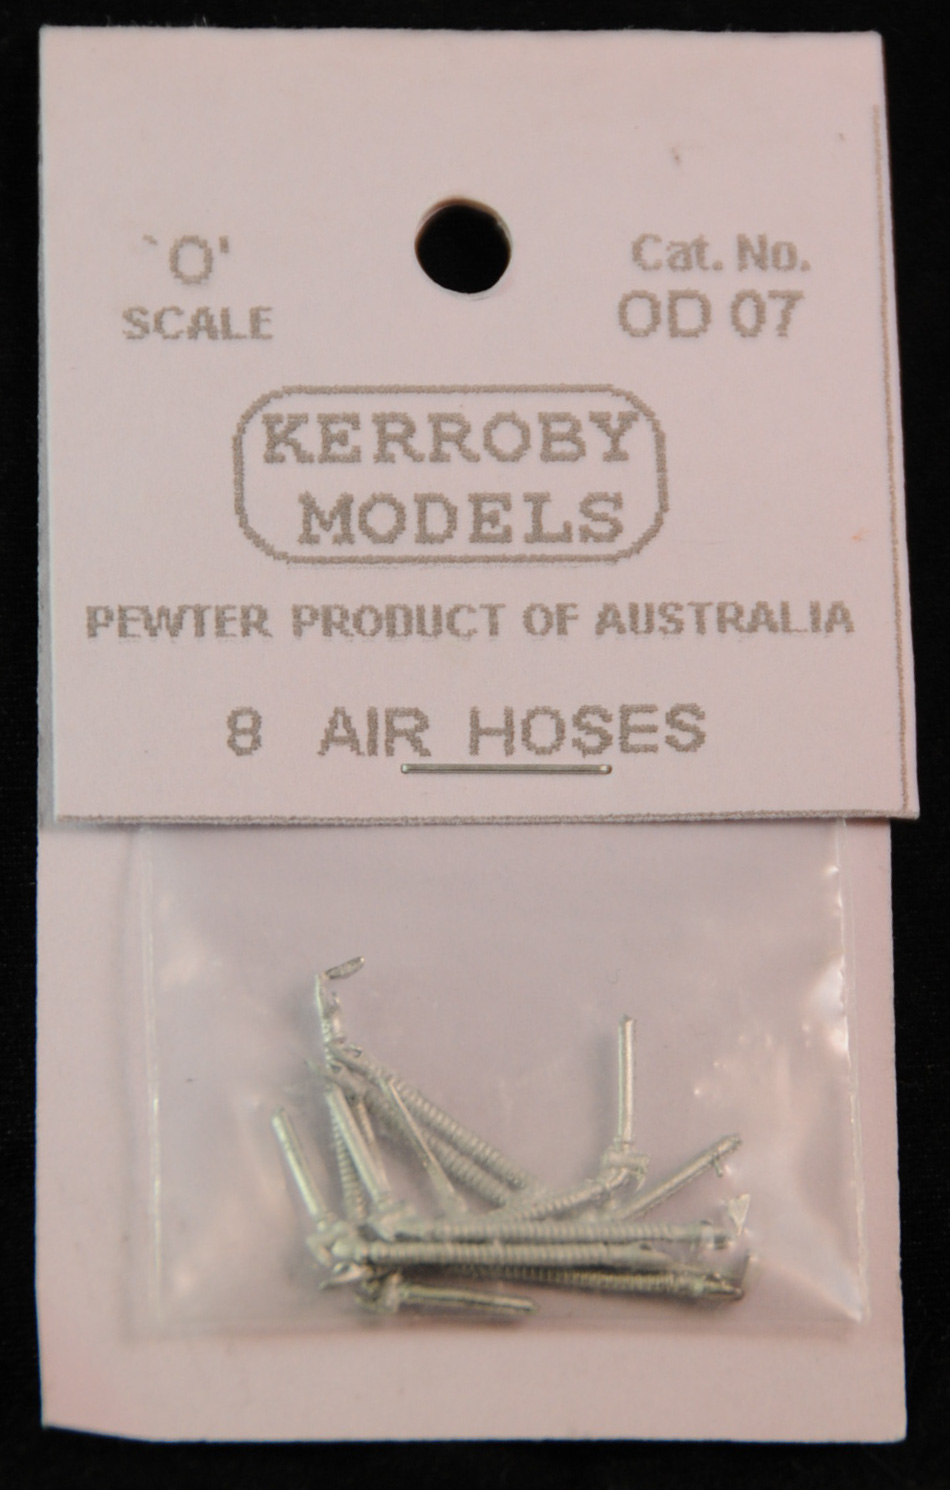 `O'
SCALE
Cat. No.
OD 07
KERROBY
MODELS
PEWTER PRODUCT OF AUSTRALIA
8 AIR HOSES